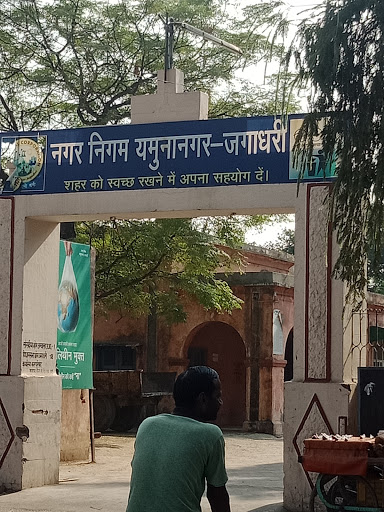 नगर निगम यमुनानगर-जगाधरी
शहर को स्वच्छ रखने में अपना सहयोग दें।
मुक्त